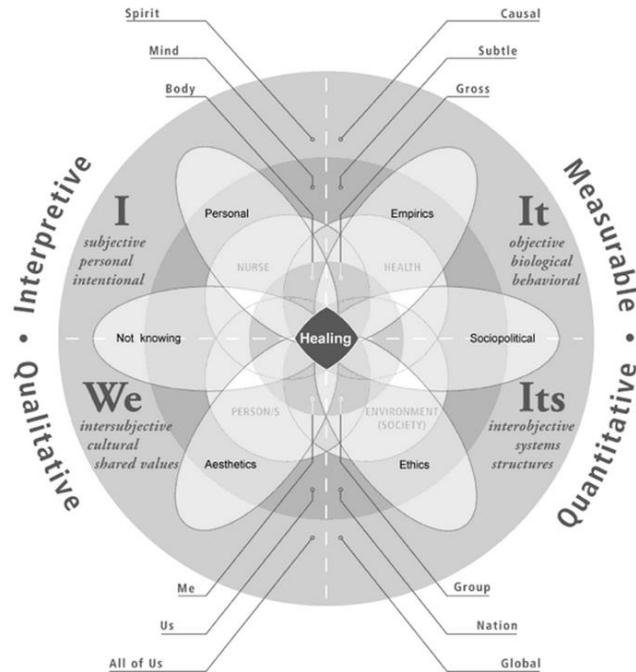 Spirit
Causal
Mind
Subtle
Body
Gross
Interpretive
Measurable
Personal
Empirics
I
subjective
personal
intentional
It
objective
biological
behavioral
NURSE
HEALTH
Not knowing
Healing
Sociopolitical
We
intersubjective
cultural
shared values
Its
interobjective
systems
structures
PERSON/S
ENVIRONMENT
(SOCIETY)
Aesthetics
Ethics
• Qualitative
Quantitative •
Me
Group
Us
Nation
All of Us
Global